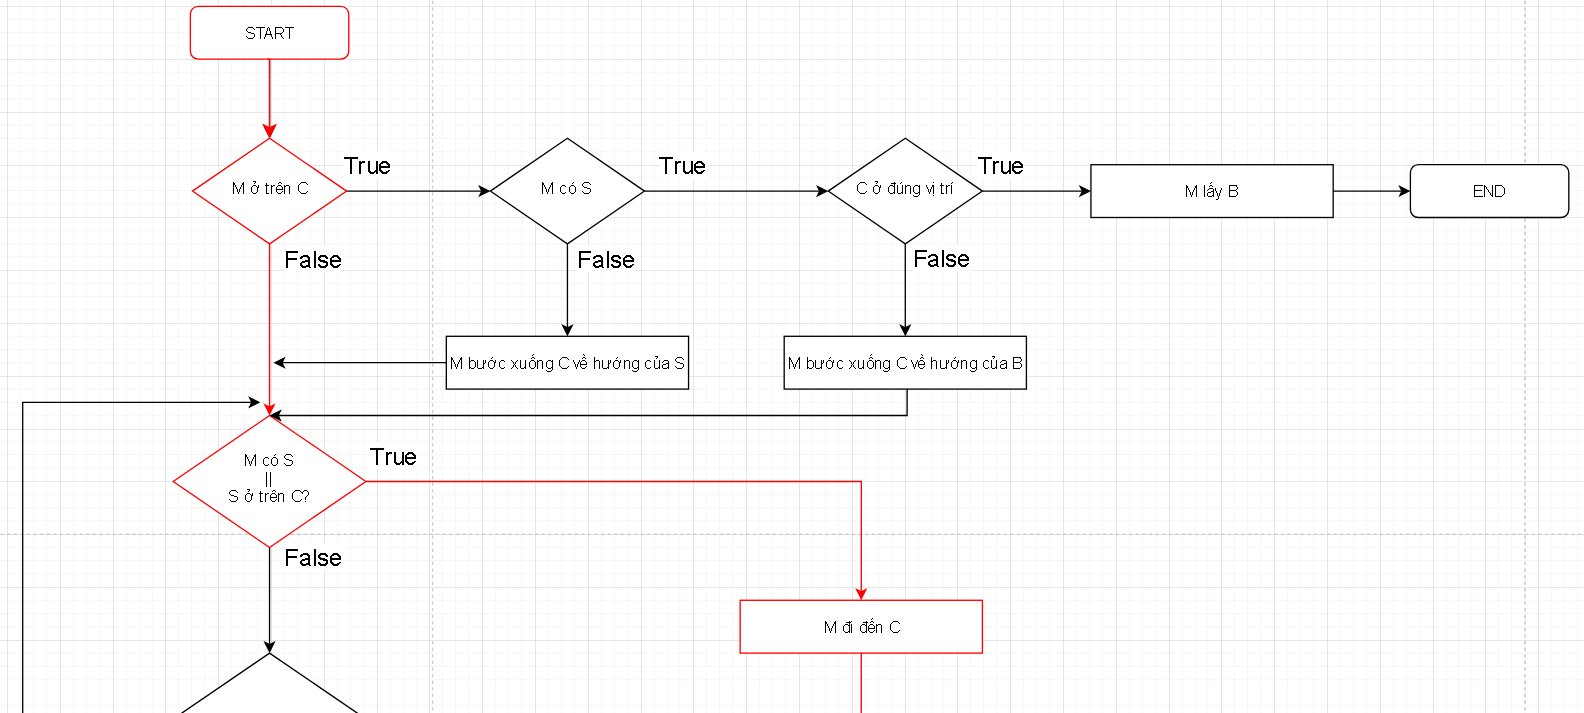 START
M ở trên C
True
M có S
True
C ở đúng vị trí
True
M lấy B
END
False
False
False
M bước xuống C về hướng của S
M bước xuống C về hướng của B
M có S
||
S ở trên C?
True
False
M đi đến C